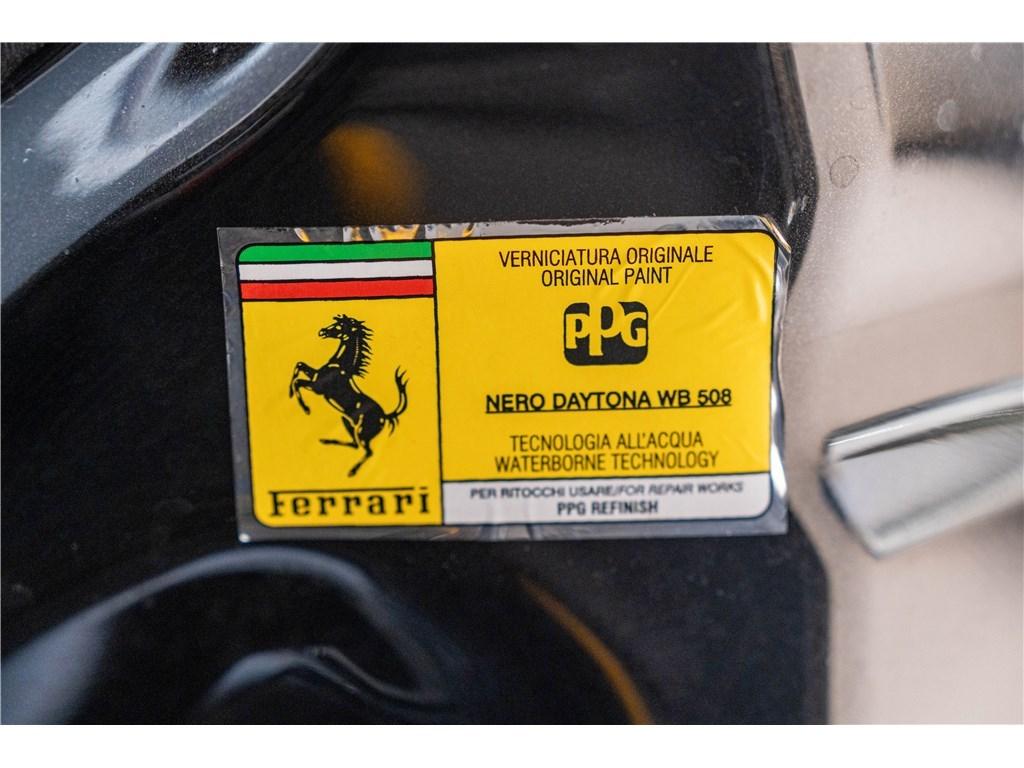 VERNICIATURA ORIGINALE
ORIGINAL PAINT
PPG
NERO DAYTONA WB 508
TECNOLOGIA ALL'ACQUA
WATERBORNE TECHNOLOGY
PER RITOCCHI USARE/FOR REPAIR WORKS
PPG REFINISH
Ferrari